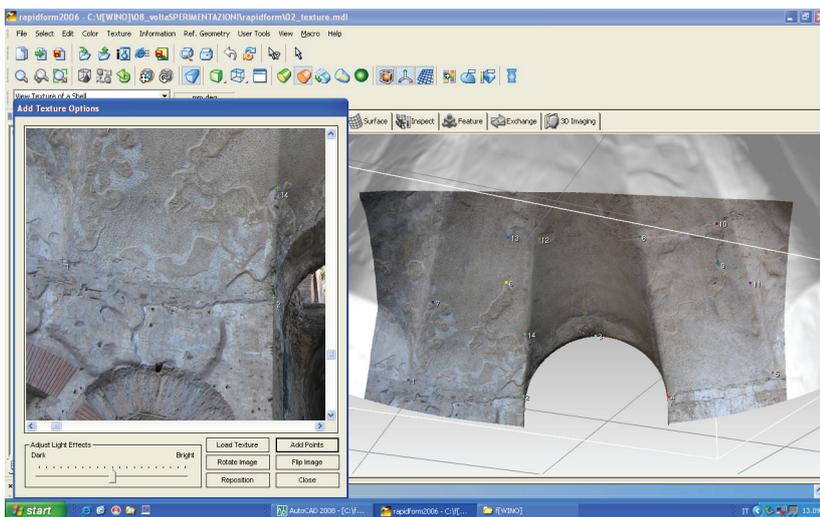 rapidform2006 - C:\f[WINO]\08_voltaSPERIMENTAZIONI\rapidform\02_texture.mdl
File Select Edit Color Texture Information Ref. Geometry User Tools View Macro Help
View Texture of a Shell
mm,deg
Add Texture Options
Surface Inspect Feature Exchange 3D Imaging
14
1
2
10
13 12 6
9
6 11
7
14 3
5
1
2 4
Adjust Light Effects
Dark Bright
Load Texture Add Points
Rotate Image Flip Image
Reposition Close
start AutoCAD 2008 - [C:\f... rapidform2006 - C:\f[... f[WINO] IT 13.09